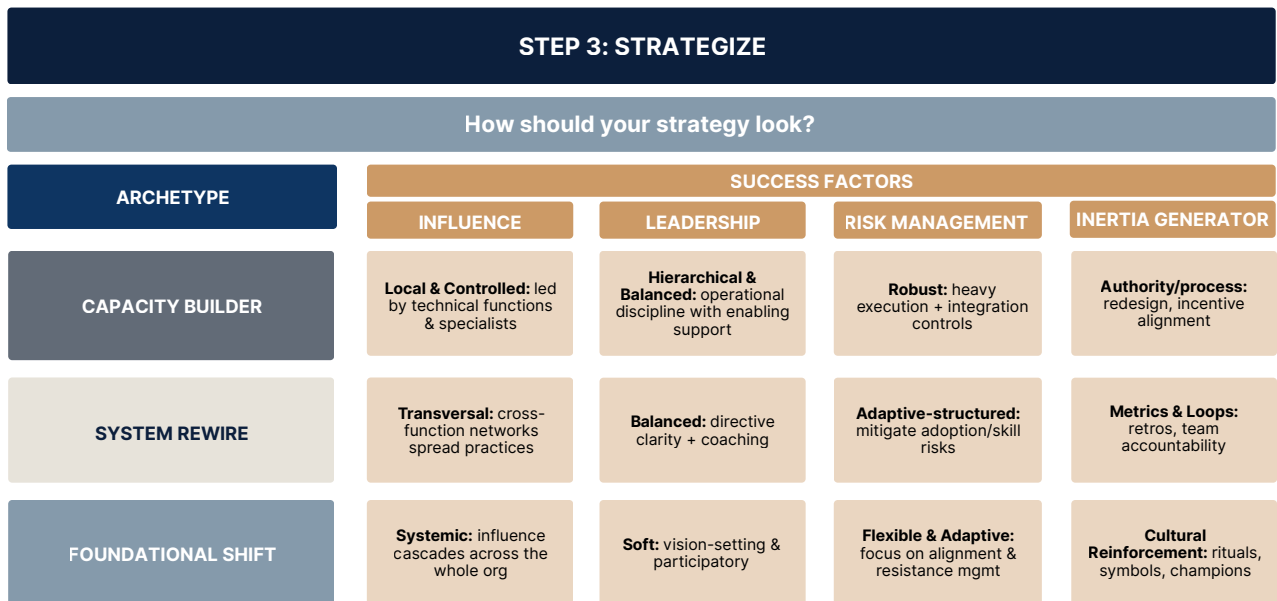 STEP 3: STRATEGIZE
How should your strategy look?
ARCHETYPE
SUCCESS FACTORS
INFLUENCE
LEADERSHIP
RISK MANAGEMENT
INERTIA GENERATOR
CAPACITY BUILDER
Local & Controlled: led
by technical functions
& specialists
Hierarchical &
Balanced: operational
discipline with enabling
support
Robust: heavy
execution + integration
controls
Authority/process:
redesign, incentive
alignment
SYSTEM REWIRE
Transversal: cross-
function networks
spread practices
Balanced: directive
clarity + coaching
Adaptive-structured:
mitigate adoption/skill
risks
Metrics & Loops:
retros, team
accountability
FOUNDATIONAL SHIFT
Systemic: influence
cascades across the
whole org
Soft: vision-setting &
participatory
Flexible & Adaptive:
focus on alignment &
resistance mgmt
Cultural
Reinforcement: rituals,
symbols, champions